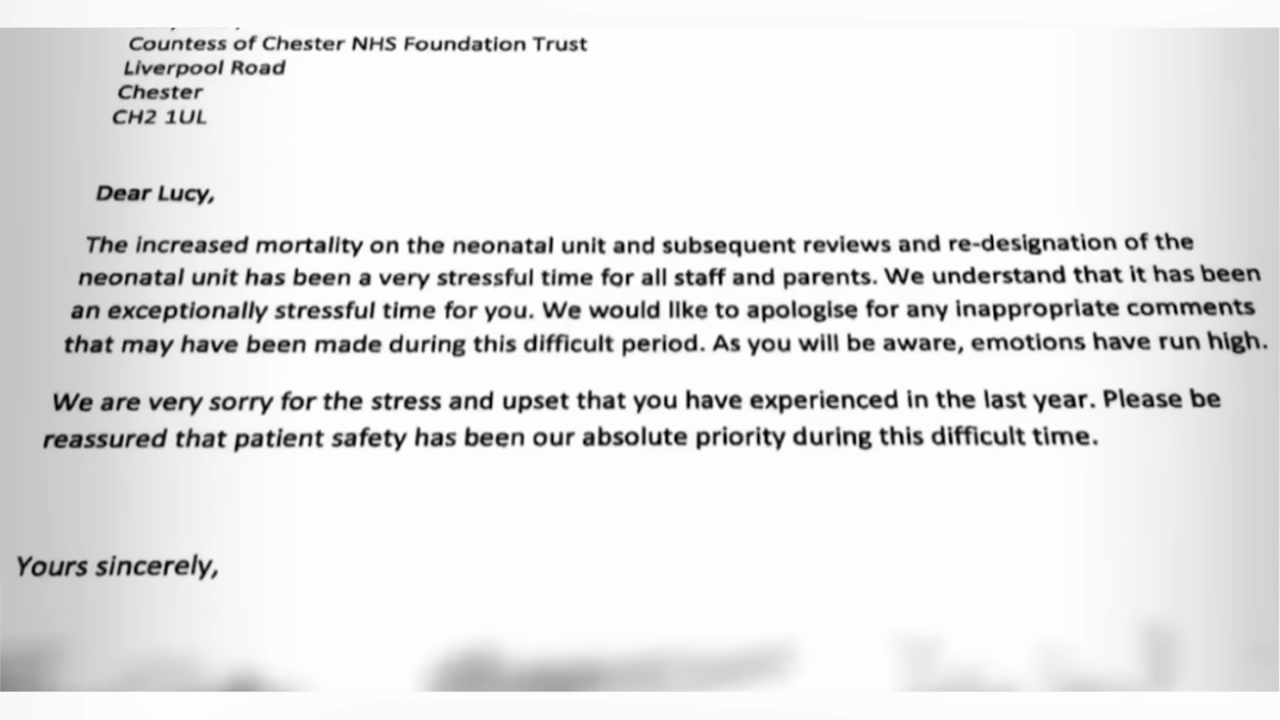 Countess of Chester NHS Foundation Trust
Liverpool Road
Chester
CH2 1UL
Dear Lucy,
The increased mortality on the neonatal unit and subsequent reviews and re-designation of the
neonatal unit has been a very stressful time for all staff and parents. We understand that it has been
an exceptionally stressful time for you. We would like to apologise for any inappropriate comments
that may have been made during this difficult period. As you will be aware, emotions have run high.
We are very sorry for the stress and upset that you have experienced in the last year. Please be
reassured that patient safety has been our absolute priority during this difficult time.
Yours sincerely,